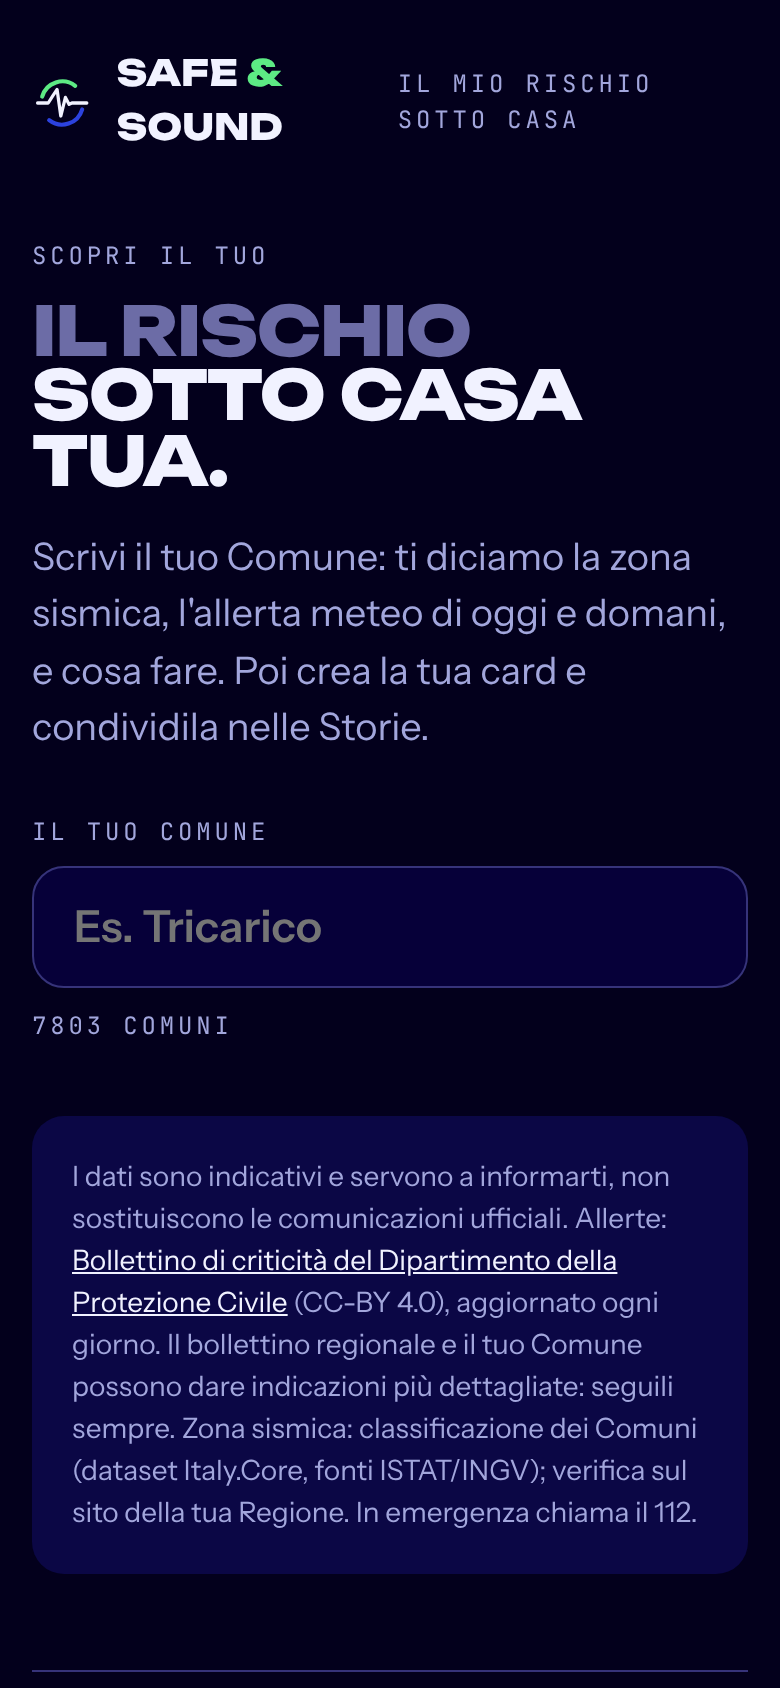 SAFE &
SOUND
IL MIO RISCHIO
SOTTO CASA
SCOPRI IL TUO
IL RISCHIO
SOTTO CASA
TUA.
Scrivi il tuo Comune: ti diciamo la zona
sismica, l'allerta meteo di oggi e domani,
e cosa fare. Poi crea la tua card e
condividila nelle Storie.
IL TUO COMUNE
Es. Tricarico
7803 COMUNI
I dati sono indicativi e servono a informarti, non
sostituiscono le comunicazioni ufficiali. Allerte:
Bollettino di criticità del Dipartimento della
Protezione Civile (CC-BY 4.0), aggiornato ogni
giorno. Il bollettino regionale e il tuo Comune
possono dare indicazioni più dettagliate: seguili
sempre. Zona sismica: classificazione dei Comuni
(dataset Italy.Core, fonti ISTAT/INGV); verifica sul
sito della tua Regione. In emergenza chiama il 112.